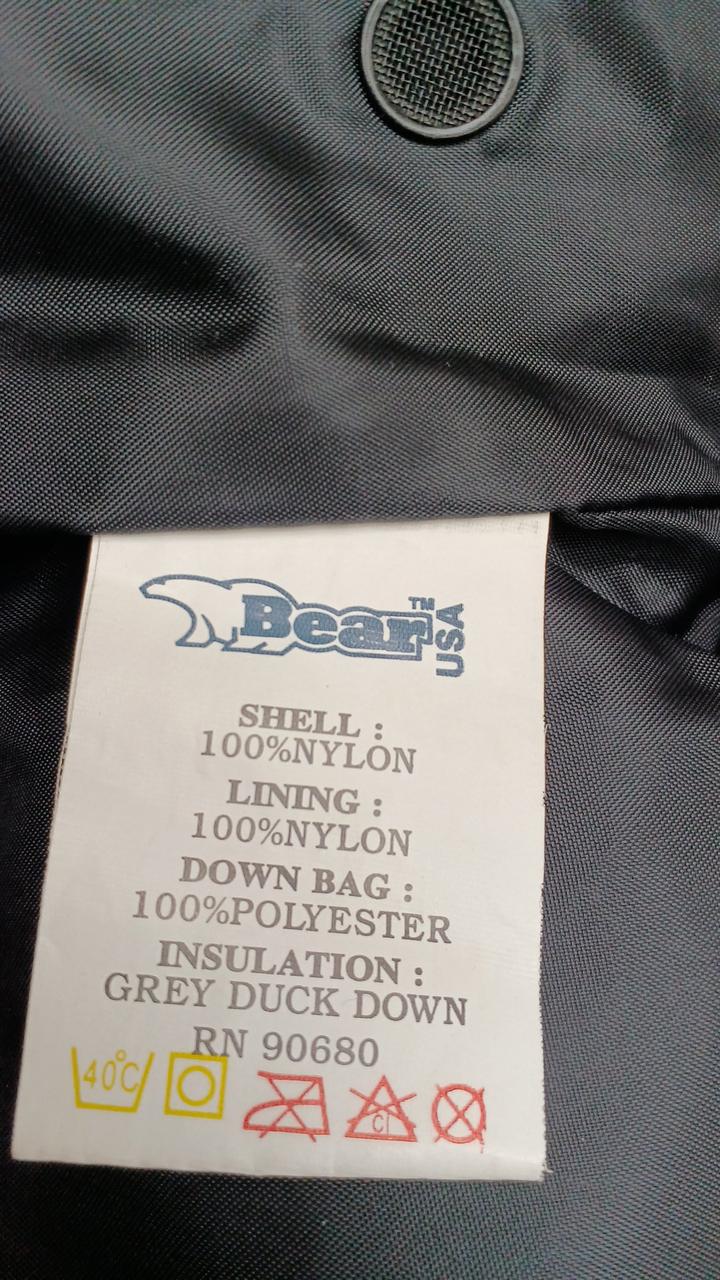 Bear™
USA
SHELL :
100%NYLON
LINING :
100%NYLON
DOWN BAG :
100%POLYESTER
INSULATION :
GREY DUCK DOWN
RN 90680
40°C
Cl